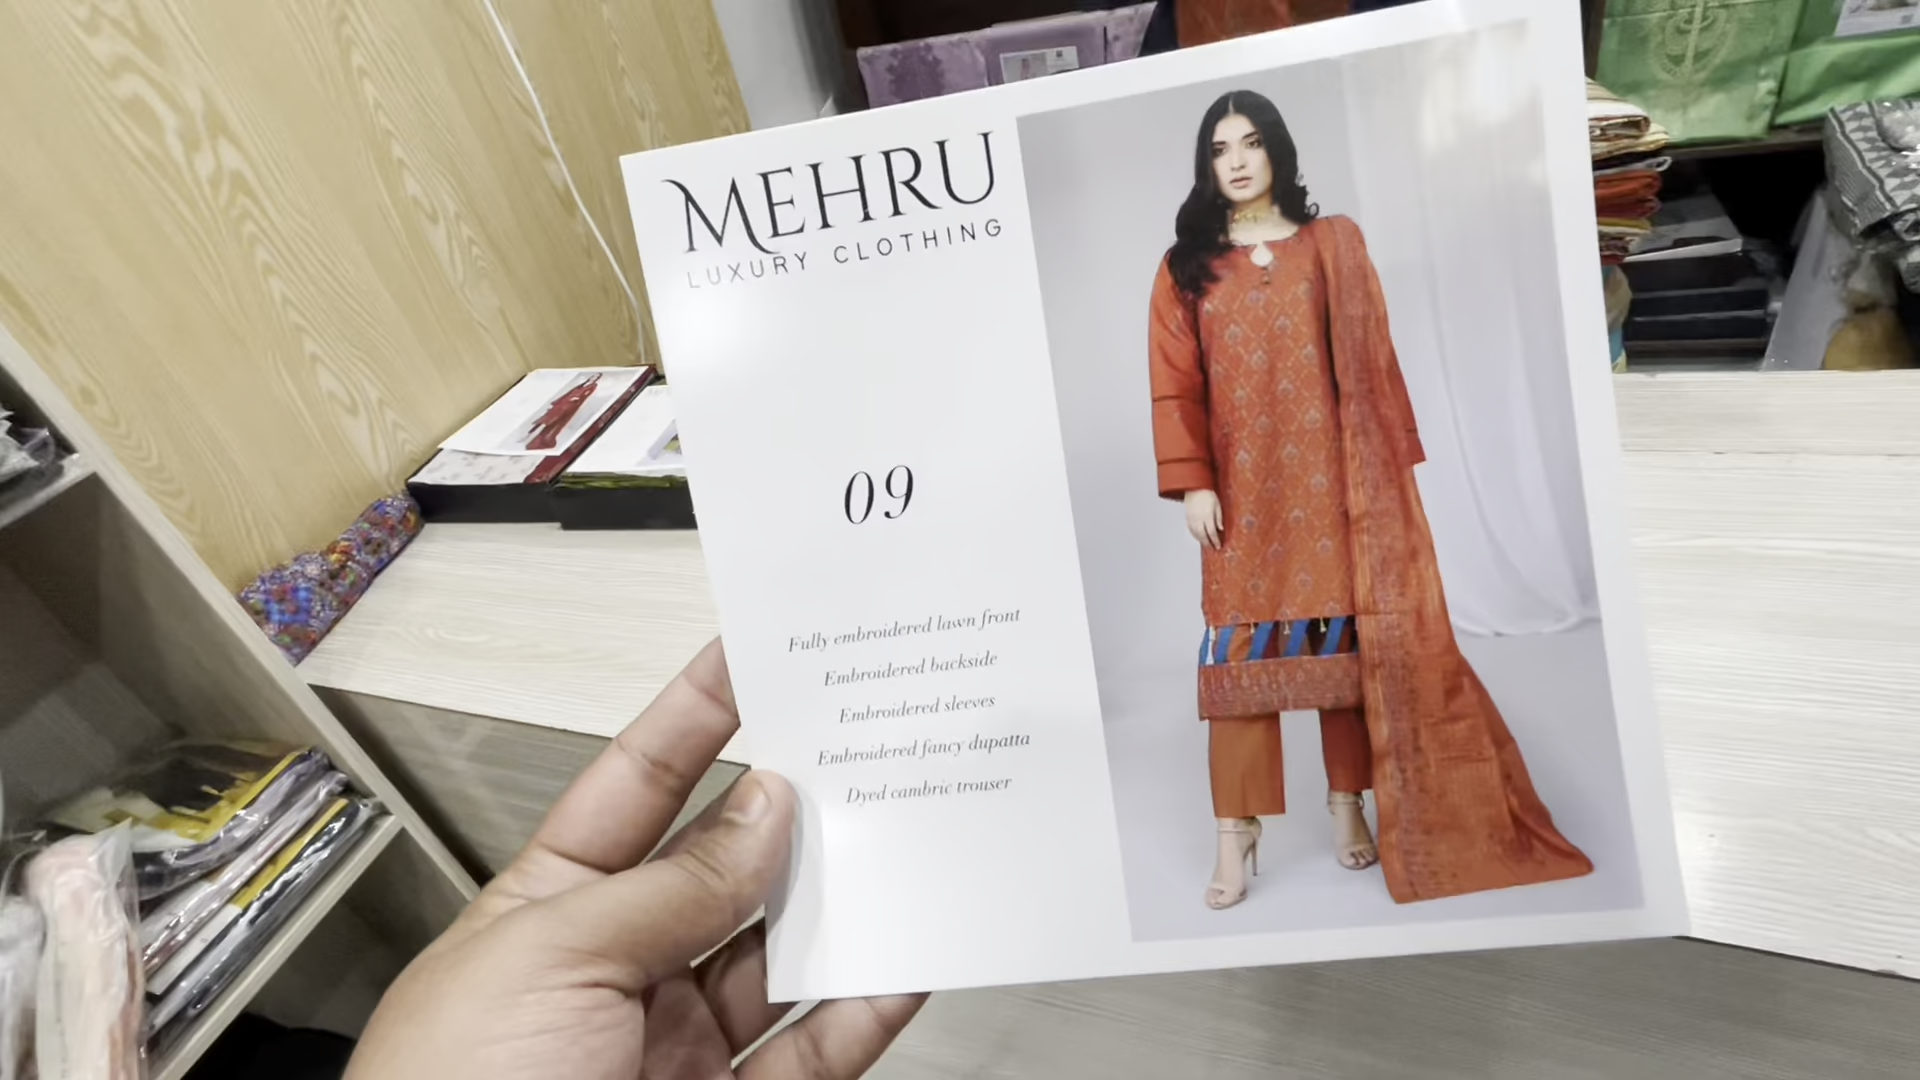 MEHRU
LUXURY CLOTHING
09
Fully embroidered lawn front
Embroidered backside
Embroidered sleeves
Embroidered fancy dupatta
Dyed cambric trouser